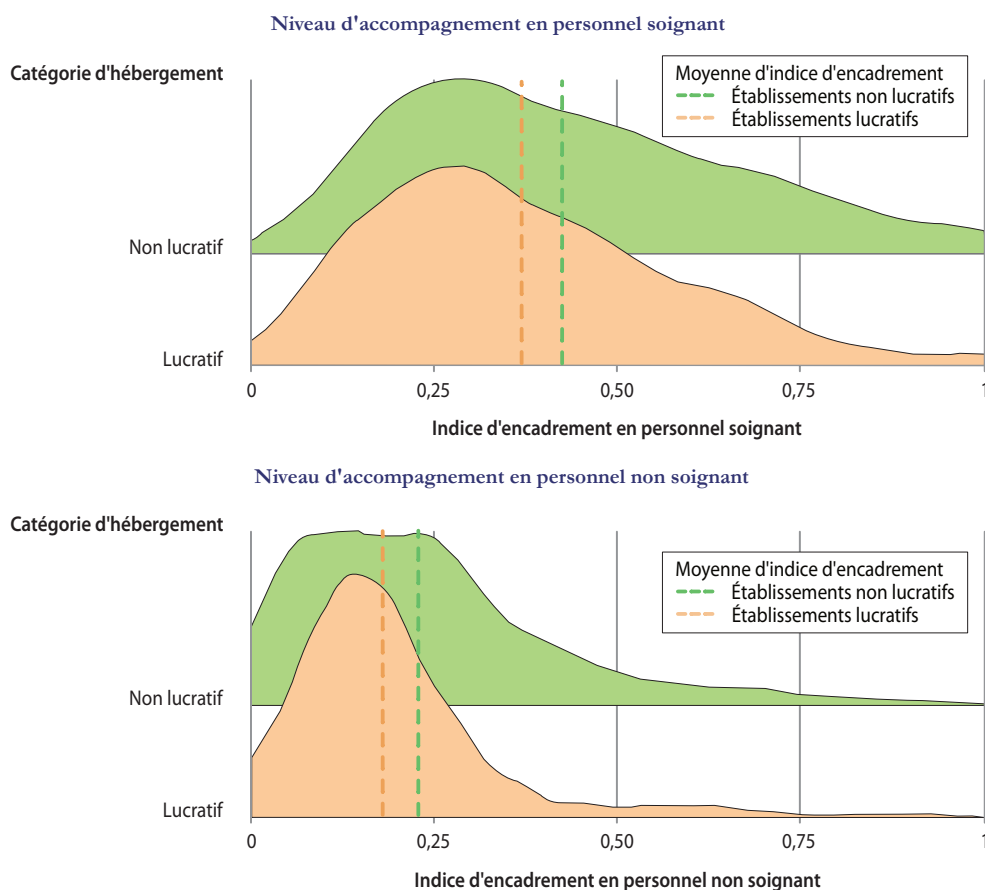 Niveau d'accompagnement en personnel soignant
Catégorie d'hébergement
Moyenne d'indice d'encadrement
Établissements non lucratifs
Établissements lucratifs
Non lucratif
Lucratif
0
0,25
0,50
0,75
1
Indice d'encadrement en personnel soignant
Niveau d'accompagnement en personnel non soignant
Catégorie d'hébergement
Moyenne d'indice d'encadrement
Établissements non lucratifs
Établissements lucratifs
Non lucratif
Lucratif
0
0,25
0,50
0,75
1
Indice d'encadrement en personnel non soignant